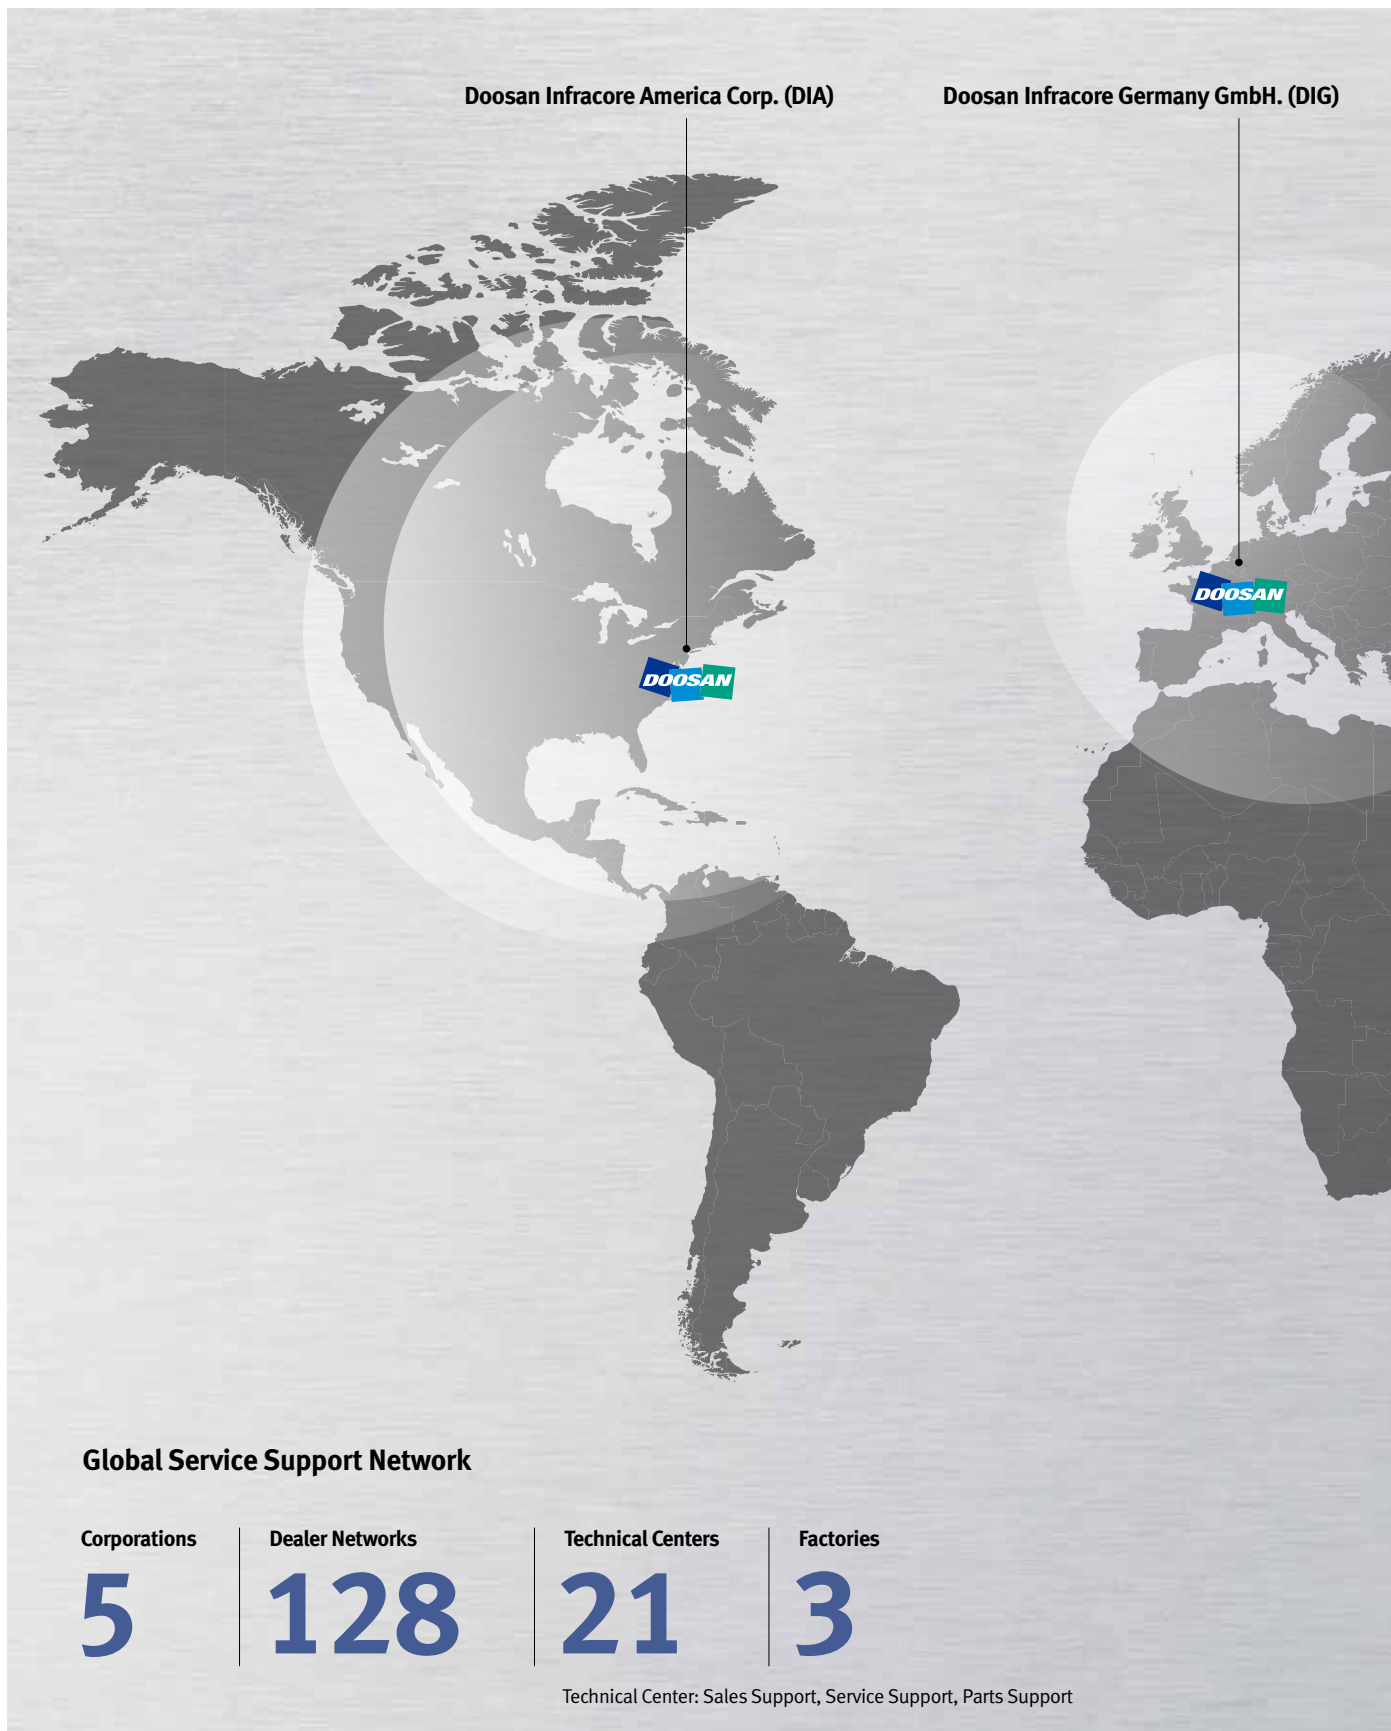 Doosan Infracore America Corp. (DIA)
Doosan Infracore Germany GmbH. (DIG)
DOOSAN
DOOSAN
Global Service Support Network
Corporations
5
Dealer Networks
128
Technical Centers
21
Factories
3
Technical Center: Sales Support, Service Support, Parts Support